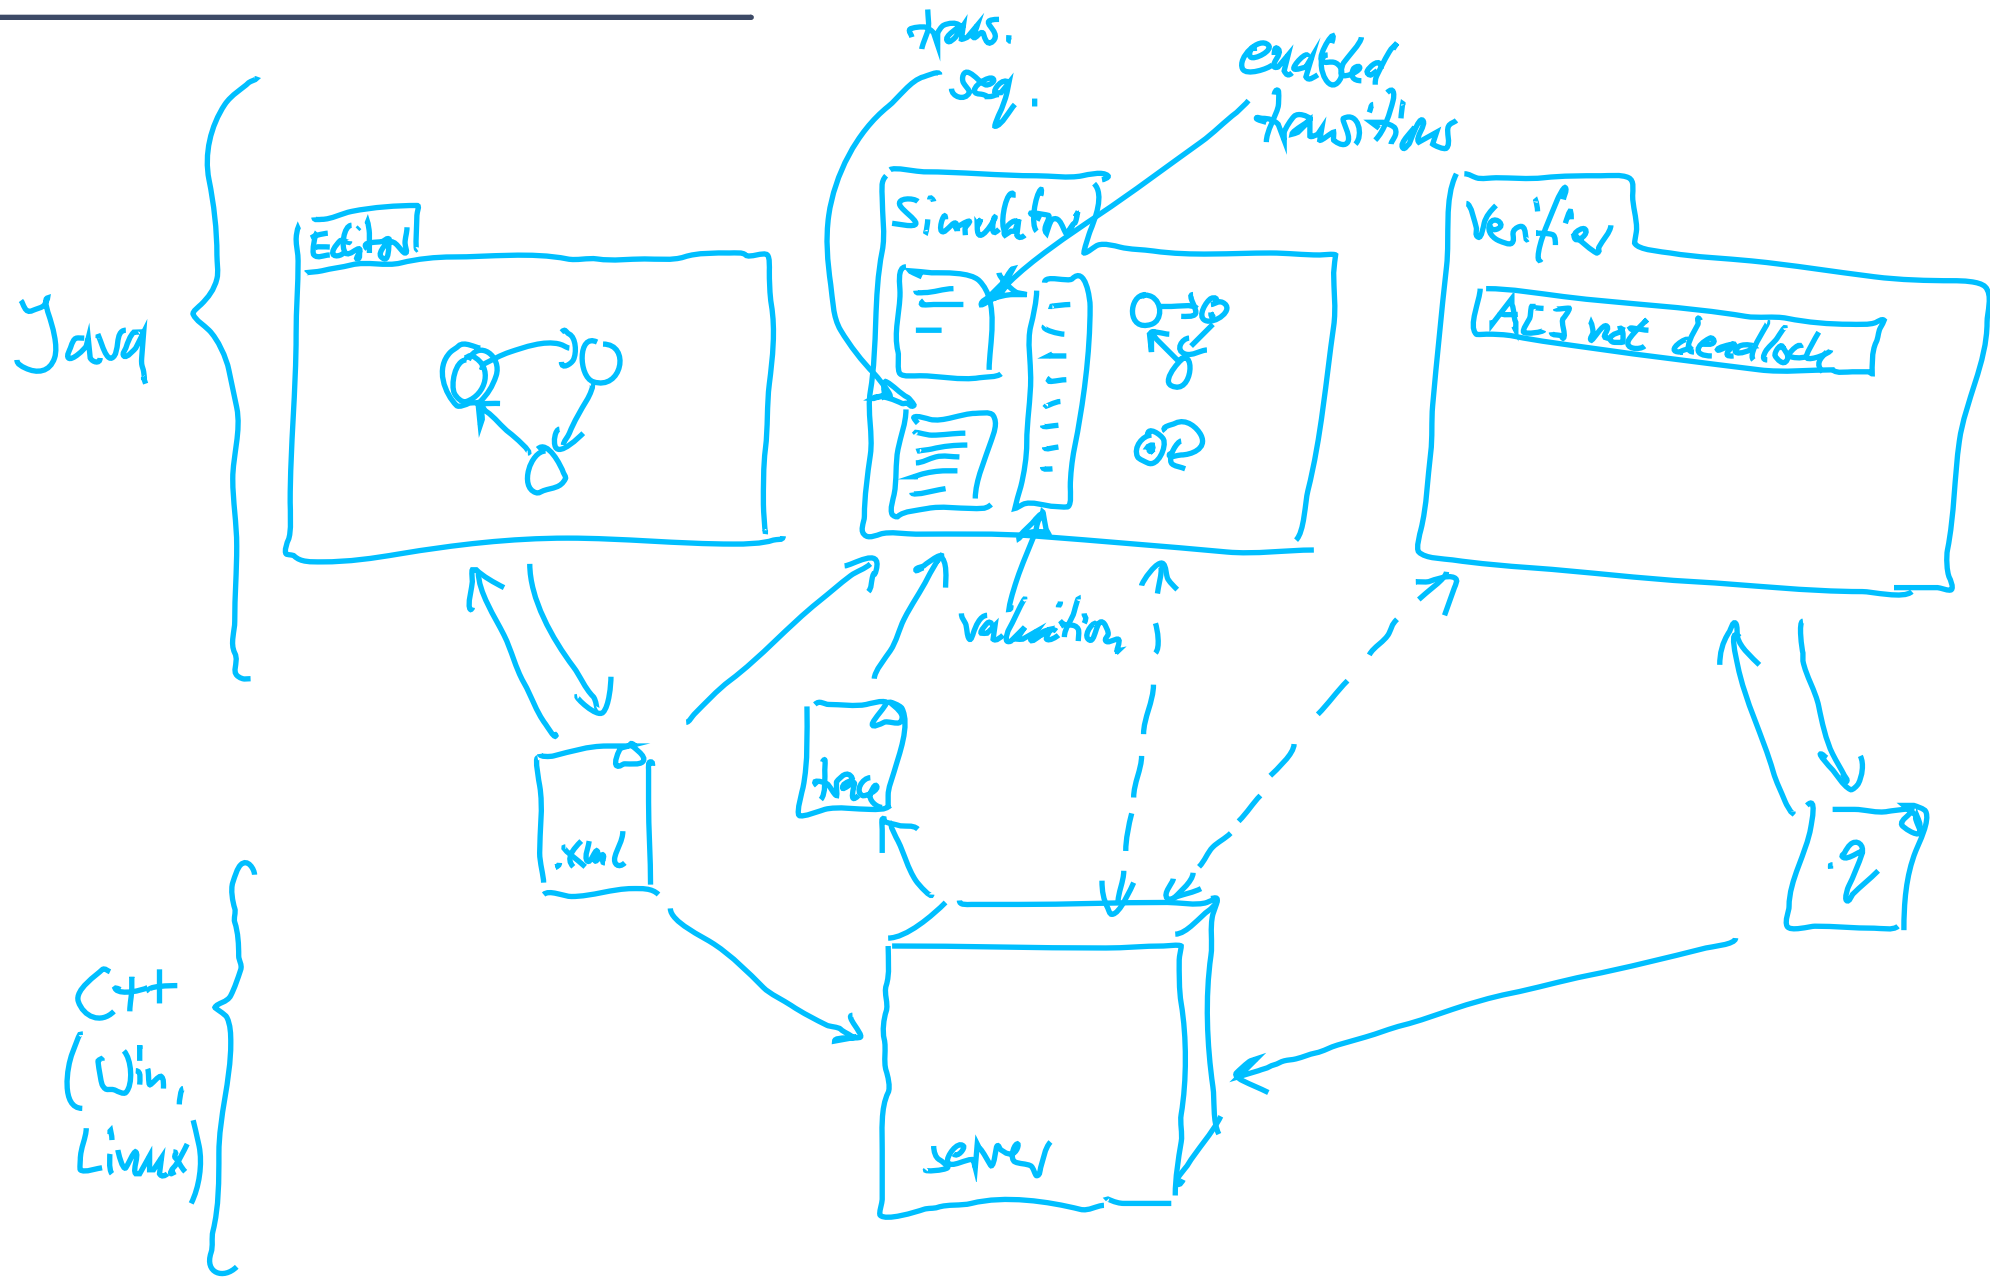 trans.
seq.
enabled
transitions
Editor
Simulator
Verifier
A[] not deadlock
Java
valuation
trace
.xml
.q
C++
(Win,
Linux)
server